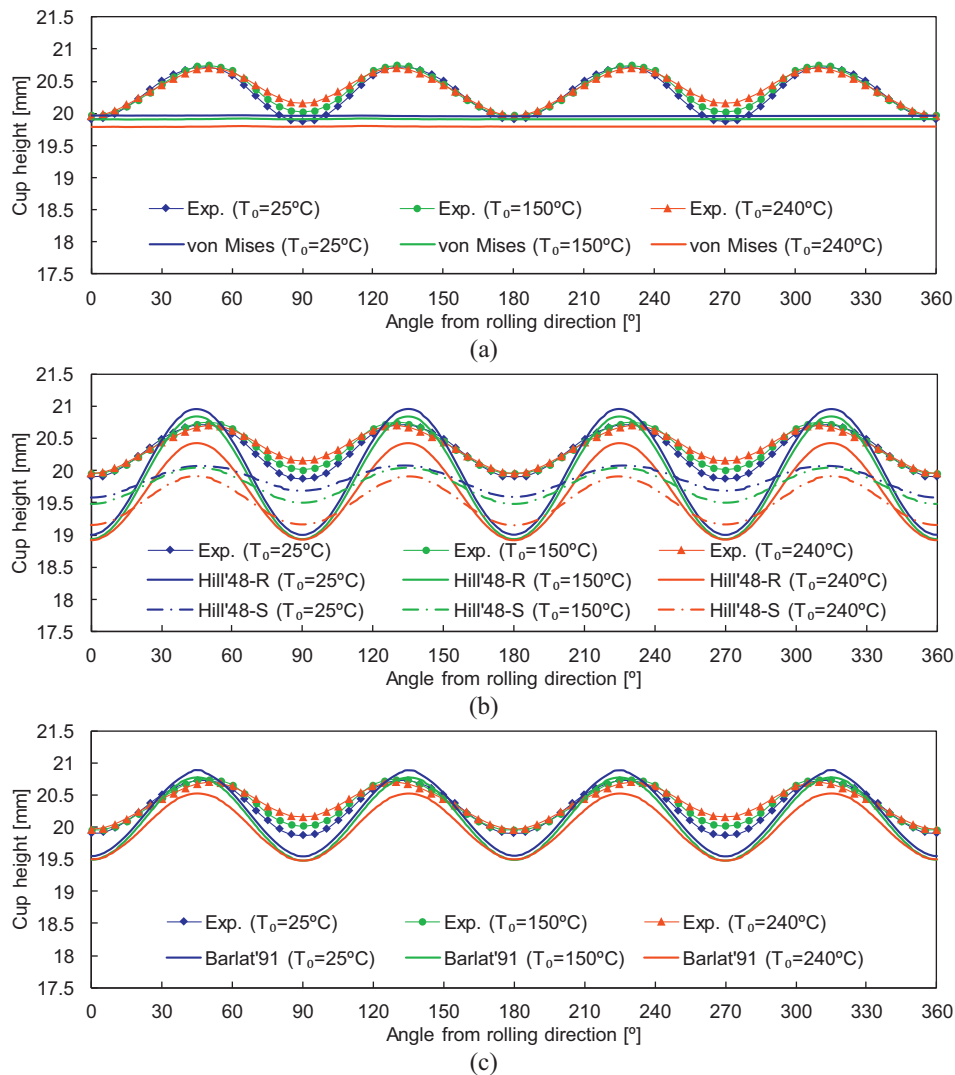 21.5
21
20.5
20
19.5
19
18.5
18
17.5
Cup height [mm]
Exp. (T₀=25ºC) Exp. (T₀=150ºC) Exp. (T₀=240ºC)
von Mises (T₀=25ºC) von Mises (T₀=150ºC) von Mises (T₀=240ºC)
0 30 60 90 120 150 180 210 240 270 300 330 360
Angle from rolling direction [º]
(a)
21.5
21
20.5
20
19.5
19
18.5
18
17.5
Cup height [mm]
Exp. (T₀=25ºC) Exp. (T₀=150ºC) Exp. (T₀=240ºC)
Hill'48-R (T₀=25ºC) Hill'48-R (T₀=150ºC) Hill'48-R (T₀=240ºC)
Hill'48-S (T₀=25ºC) Hill'48-S (T₀=150ºC) Hill'48-S (T₀=240ºC)
0 30 60 90 120 150 180 210 240 270 300 330 360
Angle from rolling direction [º]
(b)
21.5
21
20.5
20
19.5
19
18.5
18
17.5
Cup height [mm]
Exp. (T₀=25ºC) Exp. (T₀=150ºC) Exp. (T₀=240ºC)
Barlat'91 (T₀=25ºC) Barlat'91 (T₀=150ºC) Barlat'91 (T₀=240ºC)
0 30 60 90 120 150 180 210 240 270 300 330 360
Angle from rolling direction [º]
(c)